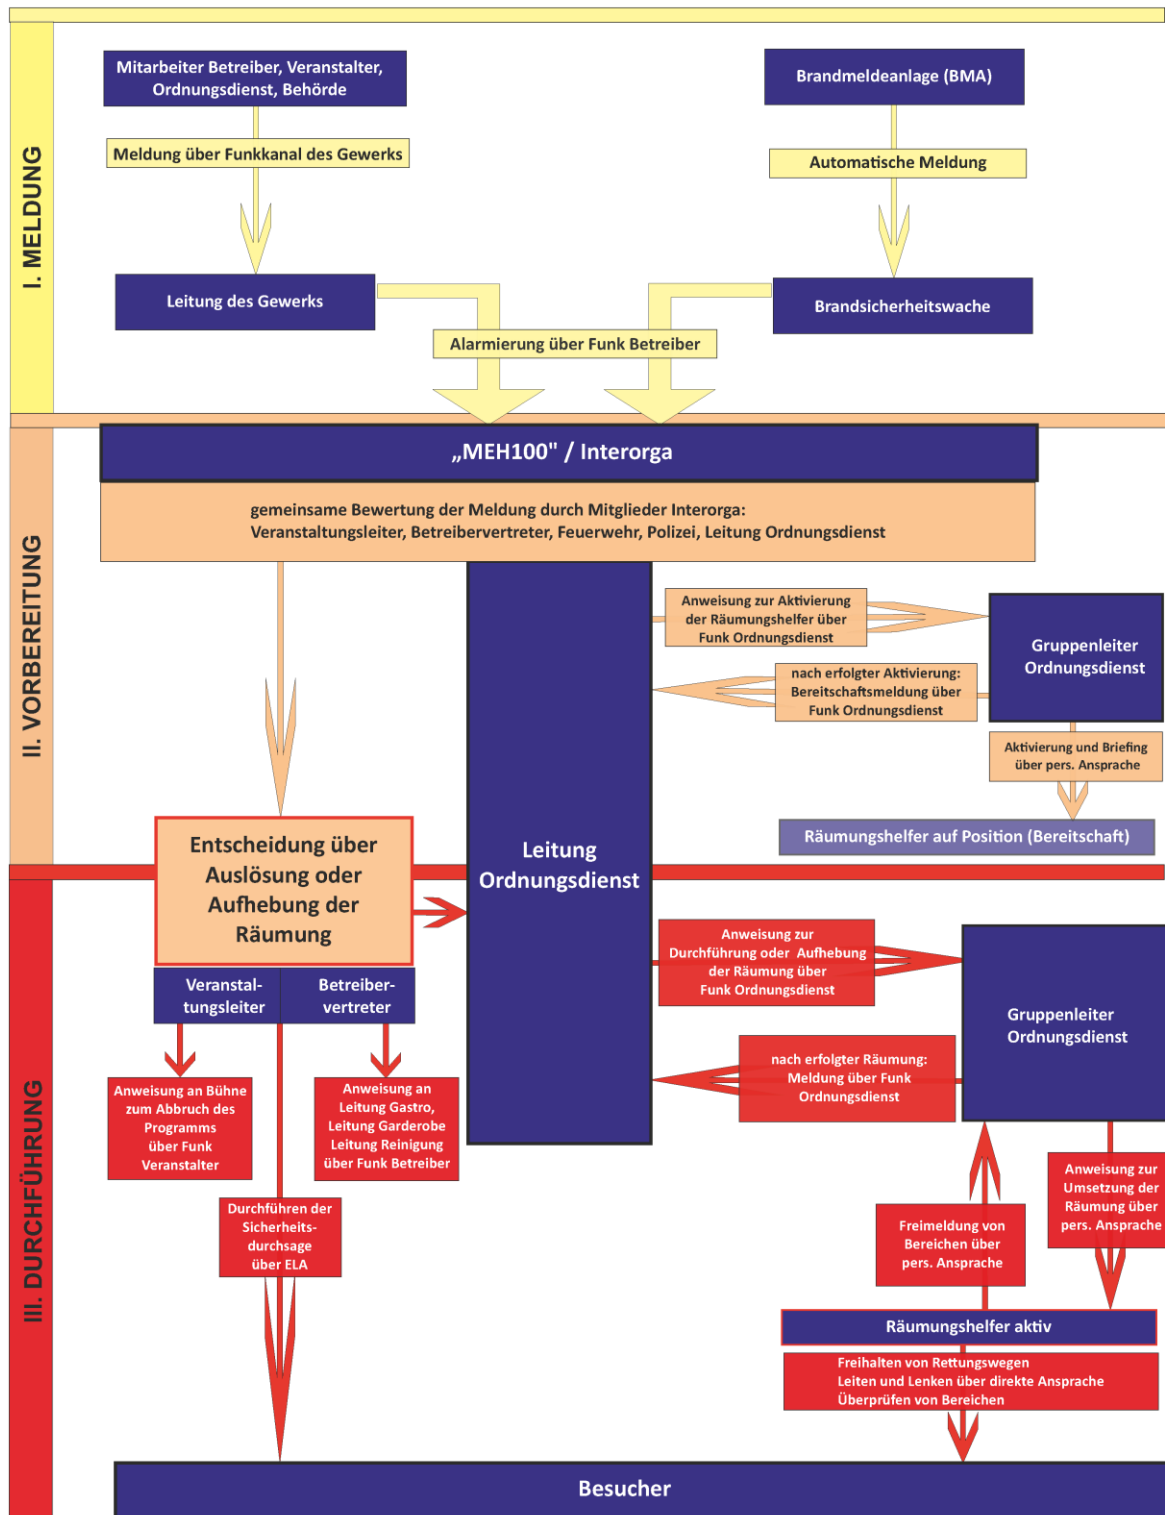 I. MELDUNG
Mitarbeiter Betreiber, Veranstalter,
Ordnungsdienst, Behörde
Brandmeldeanlage (BMA)
Meldung über Funkkanal des Gewerks
Automatische Meldung
Leitung des Gewerks
Brandsicherheitswache
Alarmierung über Funk Betreiber
II. VORBEREITUNG
„MEH100" / Interorga
gemeinsame Bewertung der Meldung durch Mitglieder Interorga:
Veranstaltungsleiter, Betreibervertreter, Feuerwehr, Polizei, Leitung Ordnungsdienst
Anweisung zur Aktivierung
der Räumungshelfer über
Funk Ordnungsdienst
Gruppenleiter
Ordnungsdienst
nach erfolgter Aktivierung:
Bereitschaftsmeldung über
Funk Ordnungsdienst
Aktivierung und Briefing
über pers. Ansprache
Räumungshelfer auf Position (Bereitschaft)
Leitung
Ordnungsdienst
Entscheidung über
Auslösung oder
Aufhebung der
Räumung
III. DURCHFÜHRUNG
Veranstal-
tungsleiter
Betreiber-
vertreter
Anweisung zur
Durchführung oder Aufhebung
der Räumung über
Funk Ordnungsdienst
Gruppenleiter
Ordnungsdienst
nach erfolgter Räumung:
Meldung über Funk
Ordnungsdienst
Anweisung an Bühne
zum Abbruch des
Programms
über Funk
Veranstalter
Anweisung an
Leitung Gastro,
Leitung Garderobe
Leitung Reinigung
über Funk Betreiber
Durchführen der
Sicherheits-
durchsage
über ELA
Freimeldung von
Bereichen über
pers. Ansprache
Anweisung zur
Umsetzung der
Räumung über
pers. Ansprache
Räumungshelfer aktiv
Freihalten von Rettungswegen
Leiten und Lenken über direkte Ansprache
Überprüfen von Bereichen
Besucher